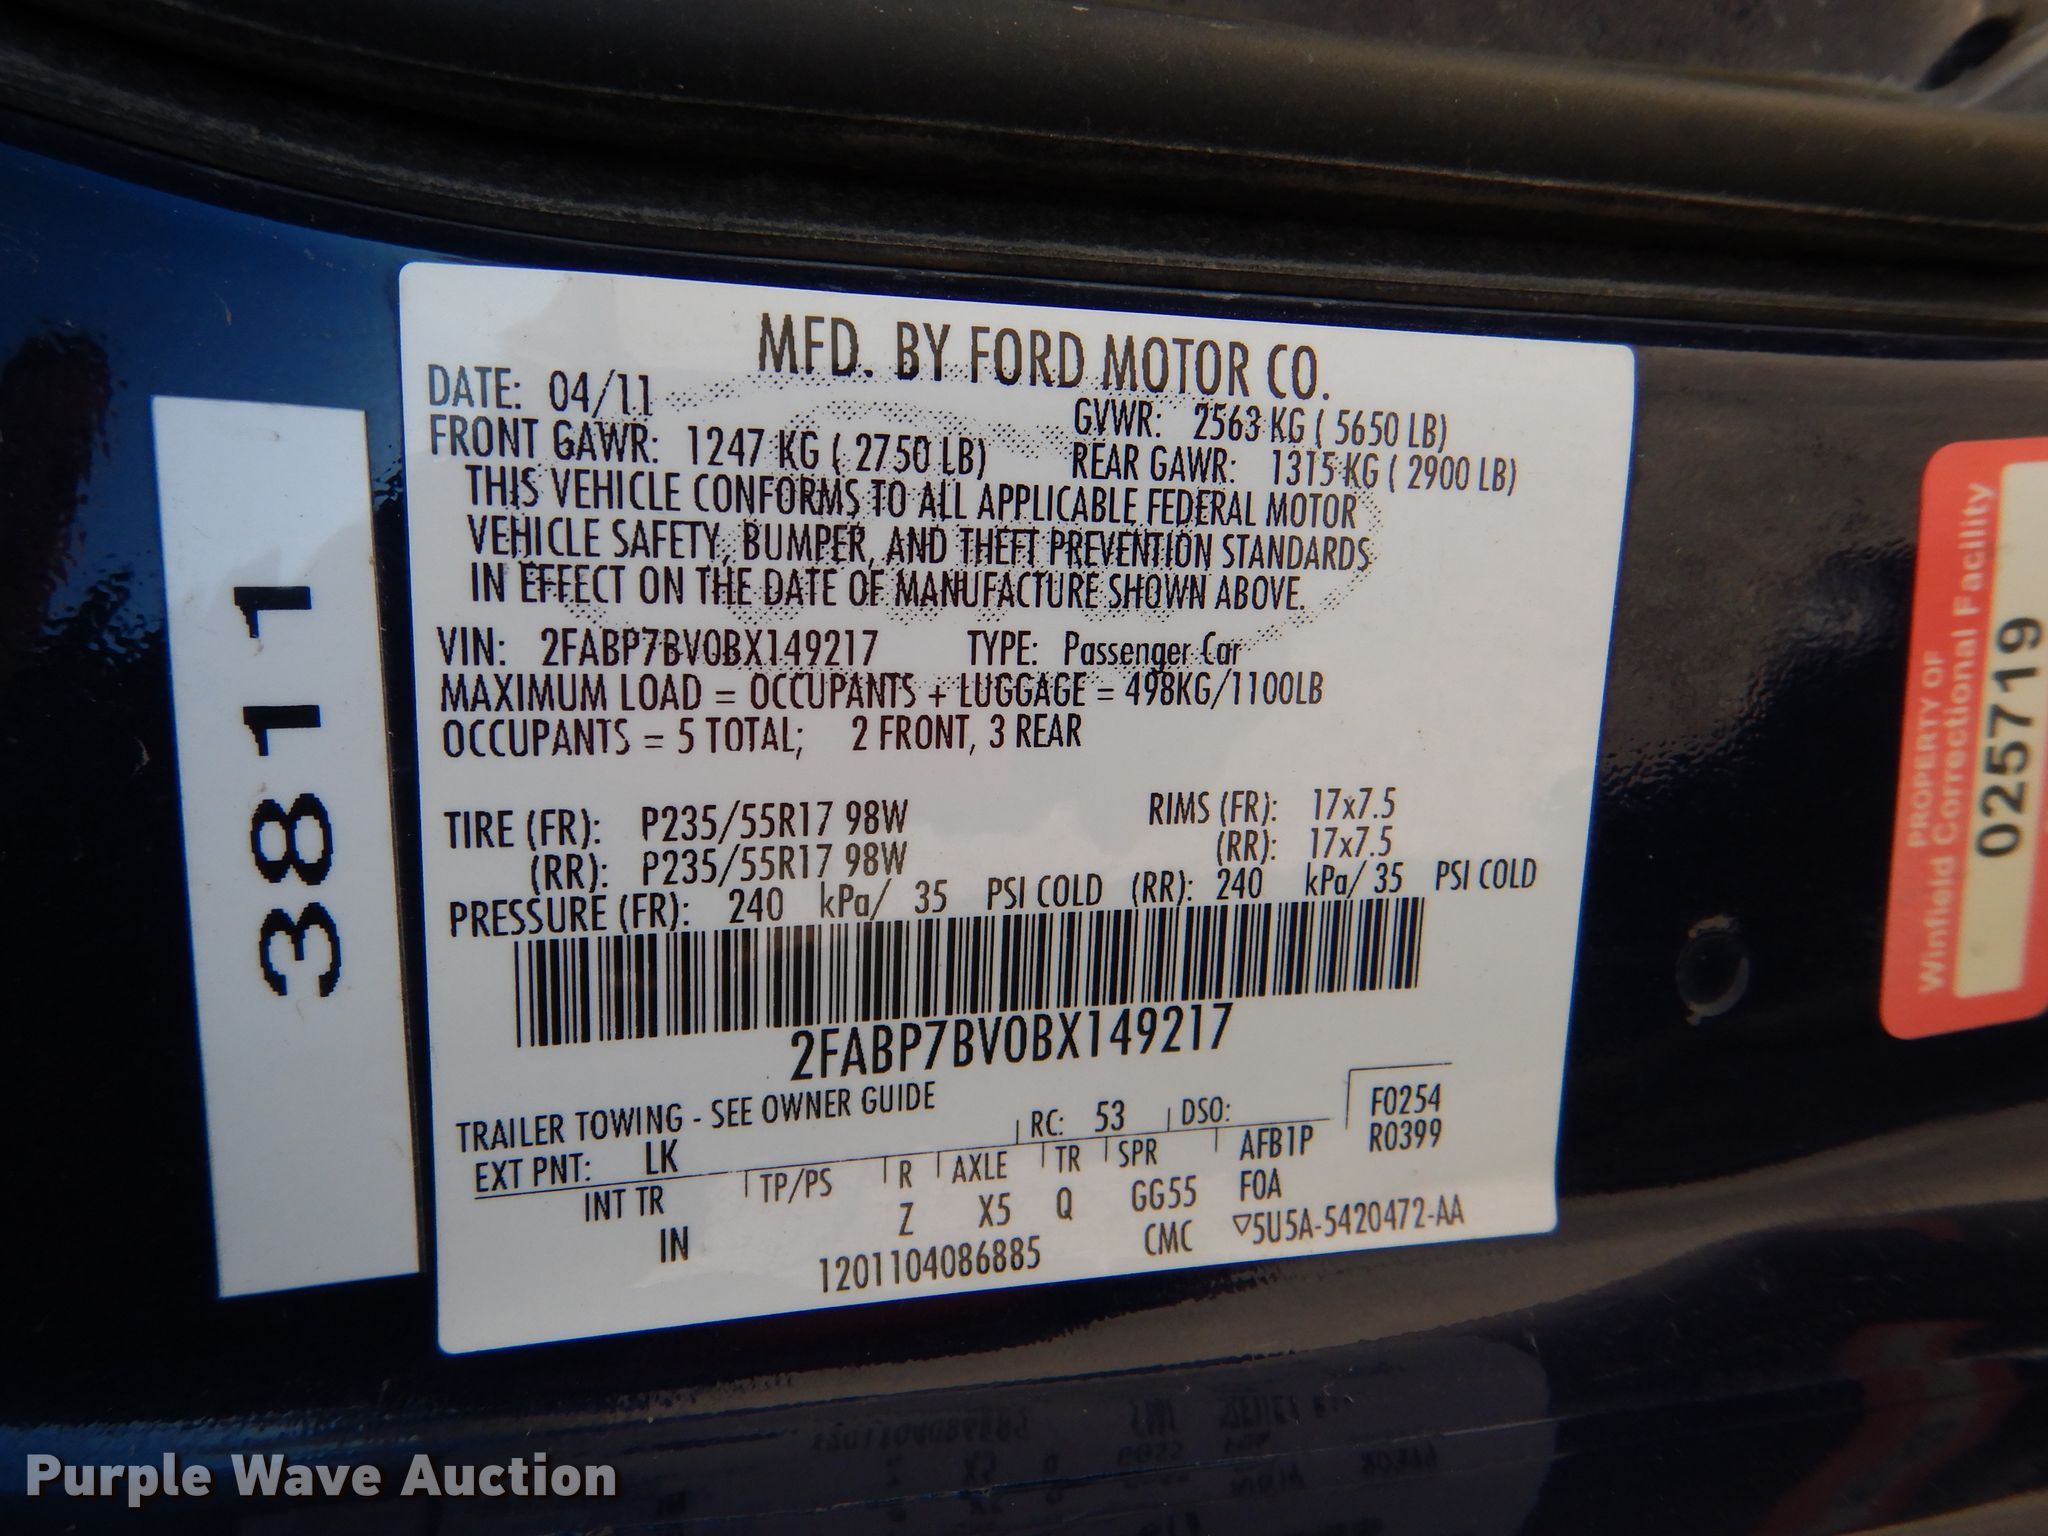 MFD. BY FORD MOTOR CO.
DATE: 04/11
GVWR: 2563 KG ( 5650 LB)
FRONT GAWR: 1247 KG ( 2750 LB)
REAR GAWR: 1315 KG ( 2900 LB)
THIS VEHICLE CONFORMS TO ALL APPLICABLE FEDERAL MOTOR
VEHICLE SAFETY, BUMPER, AND THEFT PREVENTION STANDARDS
IN EFFECT ON THE DATE OF MANUFACTURE SHOWN ABOVE.
VIN: 2FABP7BV0BX149217 TYPE: Passenger Car
MAXIMUM LOAD = OCCUPANTS + LUGGAGE = 498KG/1100LB
OCCUPANTS = 5 TOTAL; 2 FRONT, 3 REAR
TIRE (FR): P235/55R17 98W RIMS (FR): 17x7.5
(RR): P235/55R17 98W (RR): 17x7.5
PRESSURE (FR): 240 kPa/ 35 PSI COLD (RR): 240 kPa/ 35 PSI COLD
2FABP7BV0BX149217
TRAILER TOWING - SEE OWNER GUIDE
EXT PNT: LK RC: 53 DSO: F0254
R0399
INT TR TP/PS R AXLE TR SPR AFB1P
IN Z X5 Q GG55 FOA
1201104086885 CMC ▽5U5A-5420472-AA
3811
PROPERTY OF
Winfield Correctional Facility
025719
Purple Wave Auction